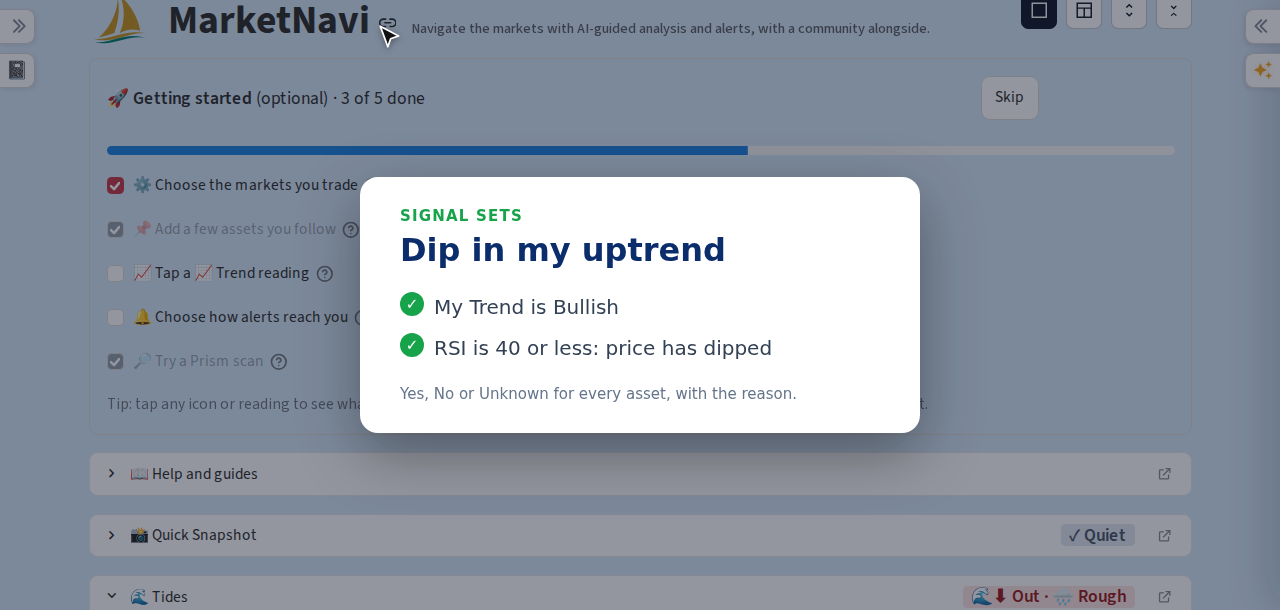 MarketNavi
Navigate the markets with AI-guided analysis and alerts, with a community alongside.
🚀 Getting started (optional) · 3 of 5 done
Skip
⚙️ Choose the markets you trade
📌 Add a few assets you follow
📈 Tap a 📈 Trend reading
🔔 Choose how alerts reach you
🔎 Try a Prism scan
Tip: tap any icon or reading to see
SIGNAL SETS
Dip in my uptrend
✓ My Trend is Bullish
✓ RSI is 40 or less: price has dipped
Yes, No or Unknown for every asset, with the reason.
📖 Help and guides
📸 Quick Snapshot
✓ Quiet
🌊 Tides
🌊⬇ Out · 🌧️ Rough